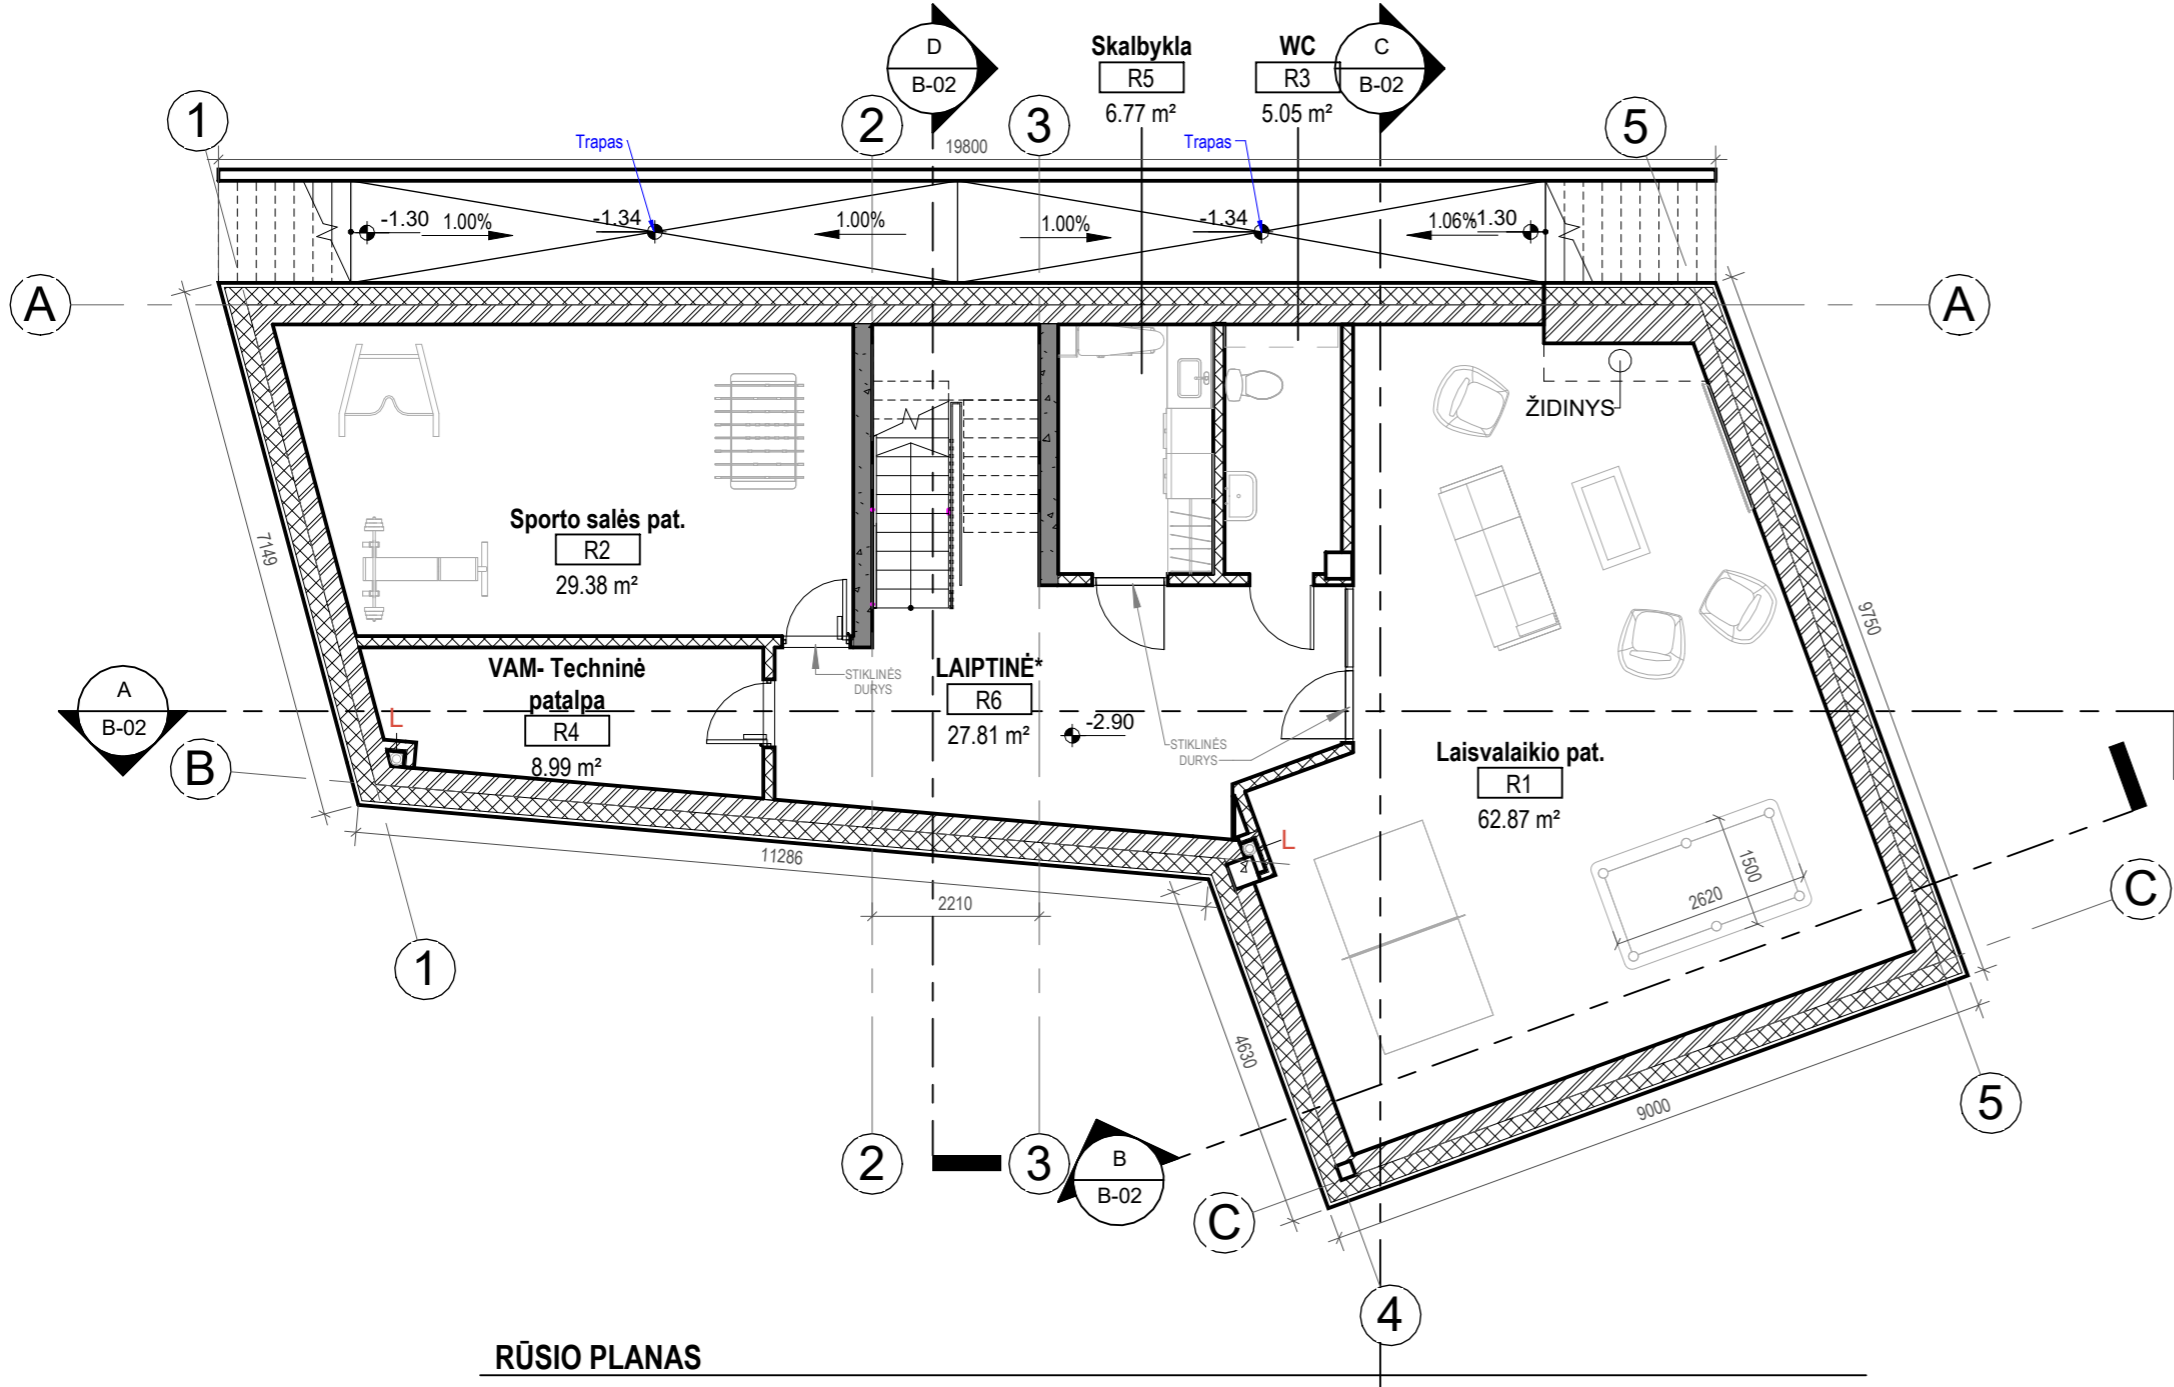 D
B-02
Skalbykla
R5
6.77 m²
WC
R3
5.05 m²
C
B-02
1
2
3
5
Trapas
19800
Trapas
-1.30
1.00%
-1.34
1.00%
1.00%
-1.34
1.06%
1.30
A
A
ŽIDINYS
7149
Sporto salės pat.
R2
29.38 m²
9750
VAM- Techninė
patalpa
R4
8.99 m²
STIKLINĖS
DURYS
LAIPTINĖ*
R6
27.81 m²
-2.90
STIKLINĖS
DURYS
A
B-02
L
B
Laisvalaikio pat.
R1
62.87 m²
L
11286
2210
1500
2620
C
1
4630
9000
5
2
3
B
B-02
C
4
RŪSIO PLANAS